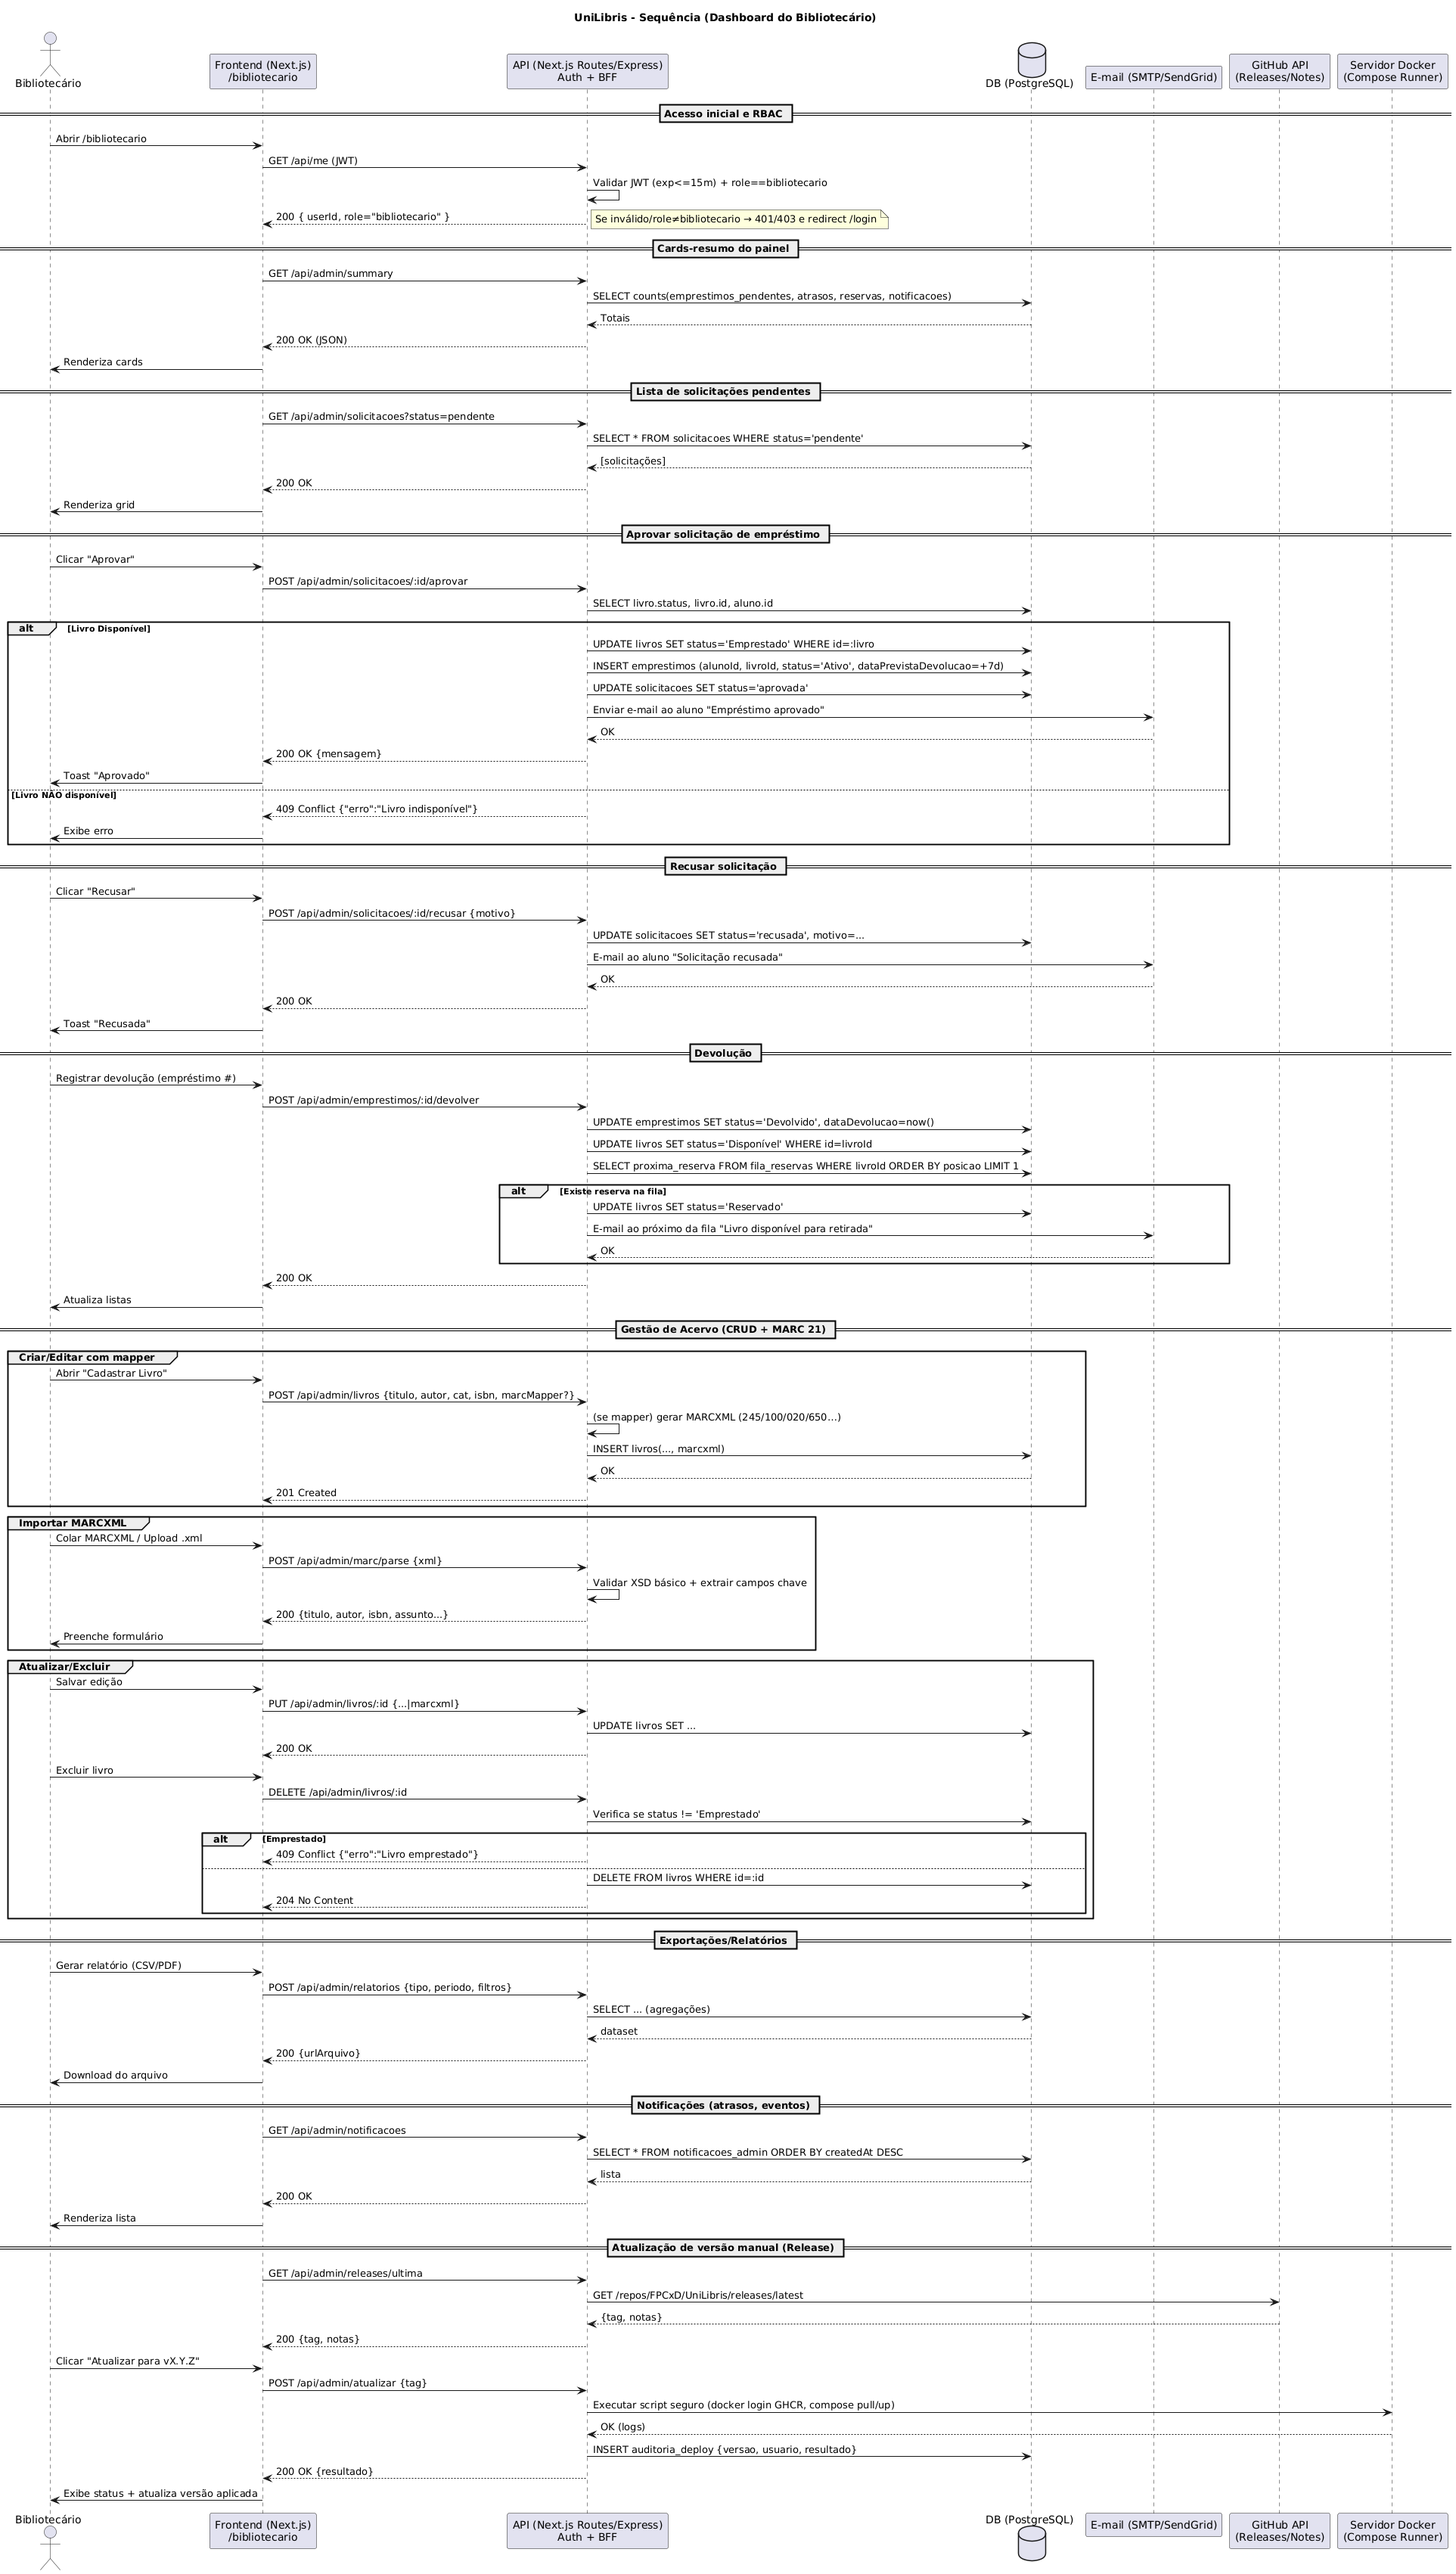 UniLibris - Sequência (Dashboard do Bibliotecário)
Bibliotecário
Frontend (Next.js)
/bibliotecario
API (Next.js Routes/Express)
Auth + BFF
DB (PostgreSQL)
E-mail (SMTP/SendGrid)
GitHub API
(Releases/Notes)
Servidor Docker
(Compose Runner)
Acesso inicial e RBAC
Abrir /bibliotecario
GET /api/me (JWT)
Validar JWT (exp<=15m) + role==bibliotecario
200 { userId, role="bibliotecario" }
Se inválido/role≠bibliotecario → 401/403 e redirect /login
Cards-resumo do painel
GET /api/admin/summary
SELECT counts(emprestimos_pendentes, atrasos, reservas, notificacoes)
Totais
200 OK (JSON)
Renderiza cards
Lista de solicitações pendentes
GET /api/admin/solicitacoes?status=pendente
SELECT * FROM solicitacoes WHERE status='pendente'
[solicitações]
200 OK
Renderiza grid
Aprovar solicitação de empréstimo
Clicar "Aprovar"
POST /api/admin/solicitacoes/:id/aprovar
SELECT livro.status, livro.id, aluno.id
alt [Livro Disponível]
UPDATE livros SET status='Emprestado' WHERE id=:livro
INSERT emprestimos (alunoId, livroId, status='Ativo', dataPrevistaDevolucao=+7d)
UPDATE solicitacoes SET status='aprovada'
Enviar e-mail ao aluno "Empréstimo aprovado"
OK
200 OK {mensagem}
Toast "Aprovado"
[Livro NÃO disponível]
409 Conflict {"erro":"Livro indisponível"}
Exibe erro
Recusar solicitação
Clicar "Recusar"
POST /api/admin/solicitacoes/:id/recusar {motivo}
UPDATE solicitacoes SET status='recusada', motivo=...
E-mail ao aluno "Solicitação recusada"
OK
200 OK
Toast "Recusada"
Devolução
Registrar devolução (empréstimo #)
POST /api/admin/emprestimos/:id/devolver
UPDATE emprestimos SET status='Devolvido', dataDevolucao=now()
UPDATE livros SET status='Disponível' WHERE id=livroId
SELECT proxima_reserva FROM fila_reservas WHERE livroId ORDER BY posicao LIMIT 1
alt [Existe reserva na fila]
UPDATE livros SET status='Reservado'
E-mail ao próximo da fila "Livro disponível para retirada"
OK
200 OK
Atualiza listas
Gestão de Acervo (CRUD + MARC 21)
Criar/Editar com mapper
Abrir "Cadastrar Livro"
POST /api/admin/livros {titulo, autor, cat, isbn, marcMapper?}
(se mapper) gerar MARCXML (245/100/020/650...)
INSERT livros(..., marcxml)
OK
201 Created
Importar MARCXML
Colar MARCXML / Upload .xml
POST /api/admin/marc/parse {xml}
Validar XSD básico + extrair campos chave
200 {titulo, autor, isbn, assunto...}
Preenche formulário
Atualizar/Excluir
Salvar edição
PUT /api/admin/livros/:id {...|marcxml}
UPDATE livros SET ...
200 OK
Excluir livro
DELETE /api/admin/livros/:id
Verifica se status != 'Emprestado'
alt [Emprestado]
409 Conflict {"erro":"Livro emprestado"}
DELETE FROM livros WHERE id=:id
204 No Content
Exportações/Relatórios
Gerar relatório (CSV/PDF)
POST /api/admin/relatorios {tipo, periodo, filtros}
SELECT ... (agregações)
dataset
200 {urlArquivo}
Download do arquivo
Notificações (atrasos, eventos)
GET /api/admin/notificacoes
SELECT * FROM notificacoes_admin ORDER BY createdAt DESC
lista
200 OK
Renderiza lista
Atualização de versão manual (Release)
GET /api/admin/releases/ultima
GET /repos/FPCxD/UniLibris/releases/latest
{tag, notas}
200 {tag, notas}
Clicar "Atualizar para vX.Y.Z"
POST /api/admin/atualizar {tag}
Executar script seguro (docker login GHCR, compose pull/up)
OK (logs)
INSERT auditoria_deploy {versao, usuario, resultado}
200 OK {resultado}
Exibe status + atualiza versão aplicada
Bibliotecário
Frontend (Next.js)
/bibliotecario
API (Next.js Routes/Express)
Auth + BFF
DB (PostgreSQL)
E-mail (SMTP/SendGrid)
GitHub API
(Releases/Notes)
Servidor Docker
(Compose Runner)